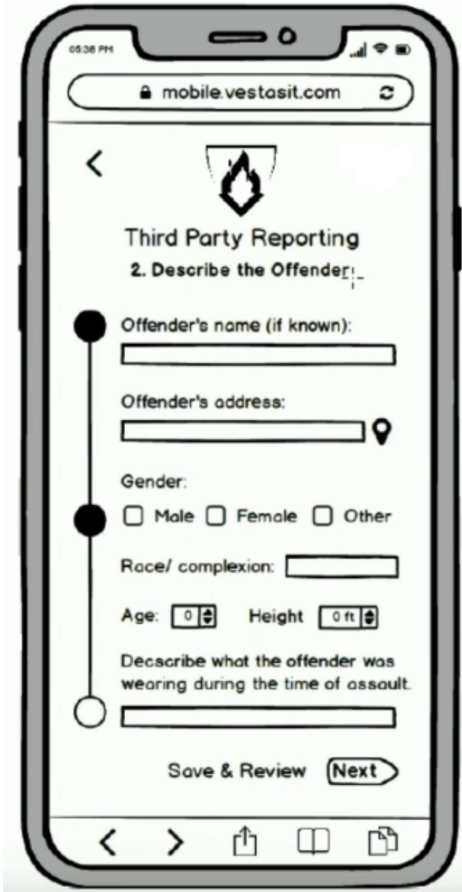 05:38 PM
mobile.vestasit.com
Third Party Reporting
2. Describe the Offender:
Offender's name (if known):
Offender's address:
Gender:
Male Female Other
Race/ complexion:
Age: 0 Height 0 ft
Decscribe what the offender was
wearing during the time of assault.
Save & Review Next